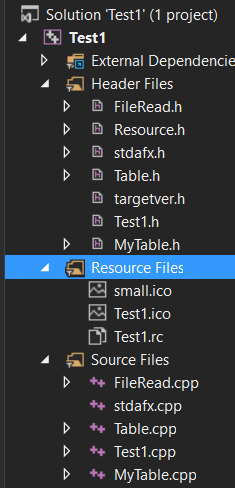 Solution 'Test1' (1 project)
Test1
External Dependencie
Header Files
FileRead.h
Resource.h
stdafx.h
Table.h
targetver.h
Test1.h
MyTable.h
Resource Files
small.ico
Test1.ico
Test1.rc
Source Files
FileRead.cpp
stdafx.cpp
Table.cpp
Test1.cpp
MyTable.cpp